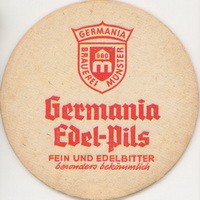 GERMANIA
BRAUEREI MÜNSTER
Germania
Edel-Pils
FEIN UND EDELBITTER
besonders bekömmlich